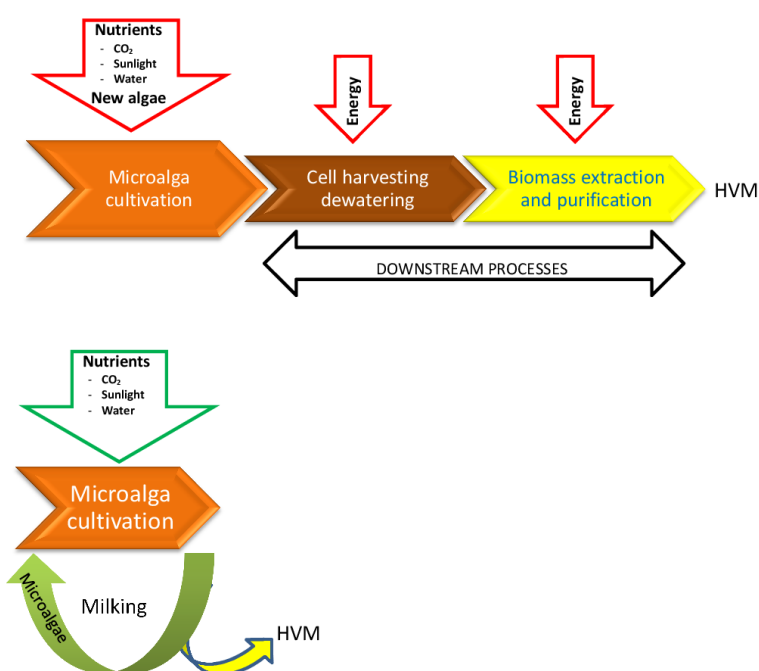 Nutrients
- CO₂
- Sunlight
- Water
New algae
Energy
Energy
Microalga
cultivation
Cell harvesting
dewatering
Biomass extraction
and purification
HVM
DOWNSTREAM PROCESSES
Nutrients
- CO₂
- Sunlight
- Water
Microalga
cultivation
Microalgae
Milking
HVM